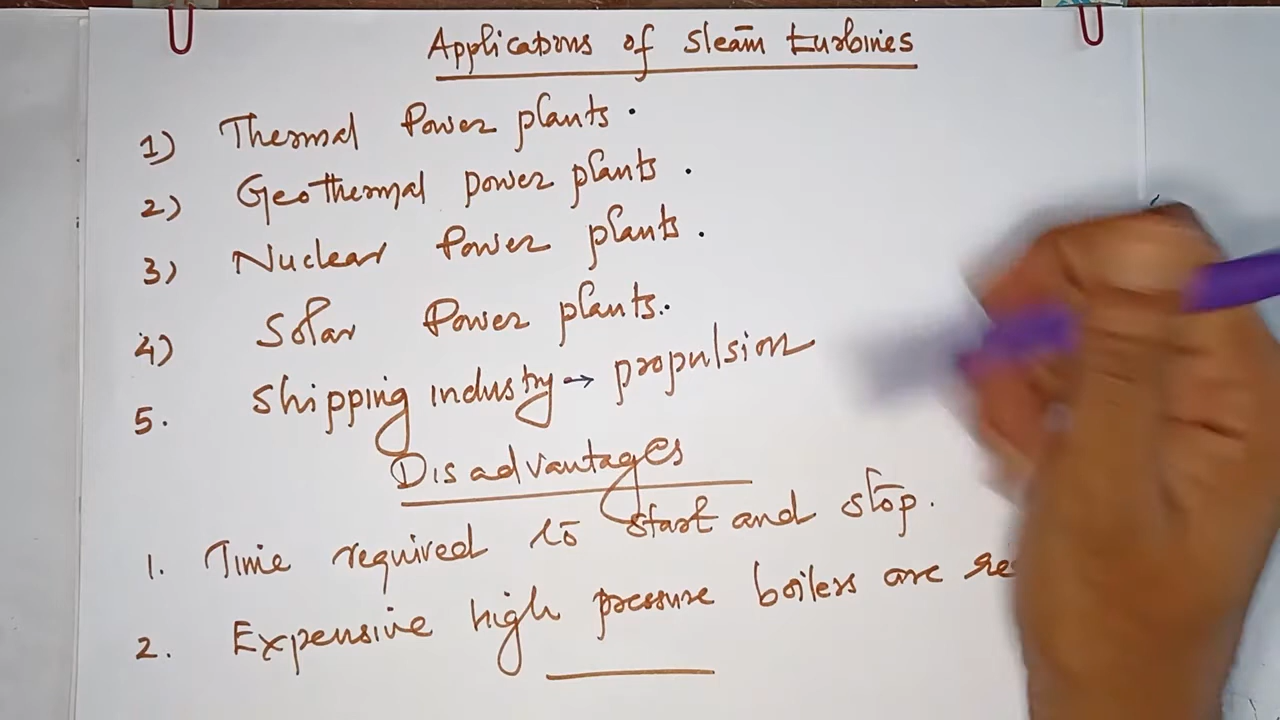 Applications of steam turbines
1) Thermal Power plants.
2) Geothermal power plants.
3) Nuclear Power plants.
4) Solar Power plants.
5. Shipping industry → propulsion
Disadvantages
1. Time required to start and stop.
2. Expensive high pressure boilers are